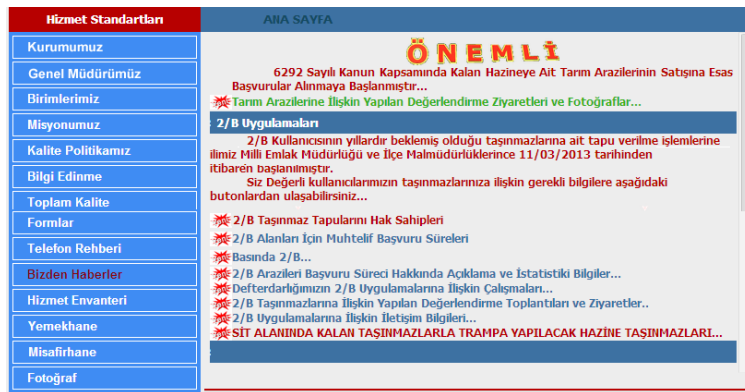 Hizmet Standartları
ANA SAYFA
Kurumumuz
Genel Müdürümüz
Birimlerimiz
Misyonumuz
Kalite Politikamız
Bilgi Edinme
Toplam Kalite
Formlar
Telefon Rehberi
Bizden Haberler
Hizmet Envanteri
Yemekhane
Misafirhane
Fotoğraf
ÖNEMLİ
6292 Sayılı Kanun Kapsamında Kalan Hazineye Ait Tarım Arazilerinin Satışına Esas
Başvurular Alınmaya Başlanmıştır...
Tarım Arazilerine İlişkin Yapılan Değerlendirme Ziyaretleri ve Fotoğraflar...
2/B Uygulamaları
2/B Kullanıcısının yıllardır beklemiş olduğu taşınmazlarına ait tapu verilme işlemlerine
ilimiz Milli Emlak Müdürlüğü ve İlçe Malmüdürlüklerince 11/03/2013 tarihinden
itibaren başlanılmıştır.
Siz Değerli kullanıcılarımızın taşınmazlarınıza ilişkin gerekli bilgilere aşağıdaki
butonlardan ulaşabilirsiniz...
2/B Taşınmaz Tapularını Hak Sahipleri
2/B Alanları İçin Muhtelif Başvuru Süreleri
Basında 2/B...
2/B Arazileri Başvuru Süreci Hakkında Açıklama ve İstatistiki Bilgiler...
Defterdarlığımızın 2/B Uygulamalarına İlişkin Çalışmaları...
2/B Taşınmazlarına İlişkin Yapılan Değerlendirme Toplantıları ve Ziyaretler..
2/B Uygulamalarına İlişkin İletişim Bilgileri...
SİT ALANINDA KALAN TAŞINMAZLARLA TRAMPA YAPILACAK HAZİNE TAŞINMAZLARI...